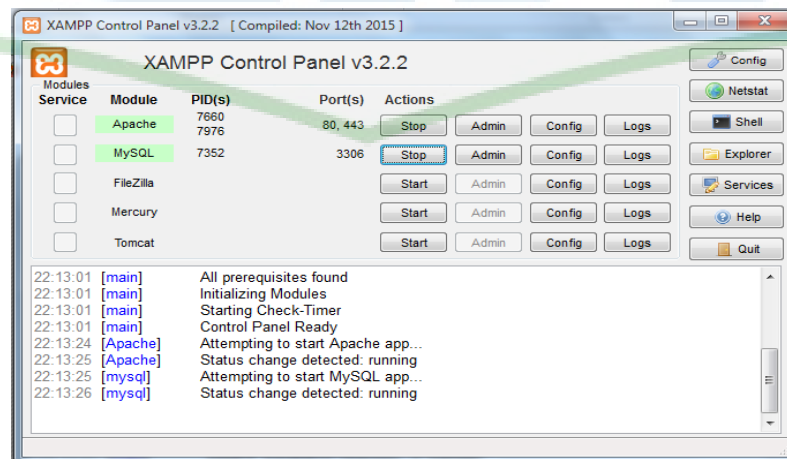 XAMPP Control Panel v3.2.2 [ Compiled: Nov 12th 2015 ]
XAMPP Control Panel v3.2.2
Config
Modules
Service Module PID(s) Port(s) Actions
Netstat
Apache 7660 7976 80, 443 Stop Admin Config Logs
Shell
MySQL 7352 3306 Stop Admin Config Logs
Explorer
FileZilla Start Admin Config Logs
Services
Mercury Start Admin Config Logs
Help
Tomcat Start Admin Config Logs
Quit
22:13:01 [main] All prerequisites found
22:13:01 [main] Initializing Modules
22:13:01 [main] Starting Check-Timer
22:13:01 [main] Control Panel Ready
22:13:24 [Apache] Attempting to start Apache app...
22:13:25 [Apache] Status change detected: running
22:13:25 [mysql] Attempting to start MySQL app...
22:13:26 [mysql] Status change detected: running